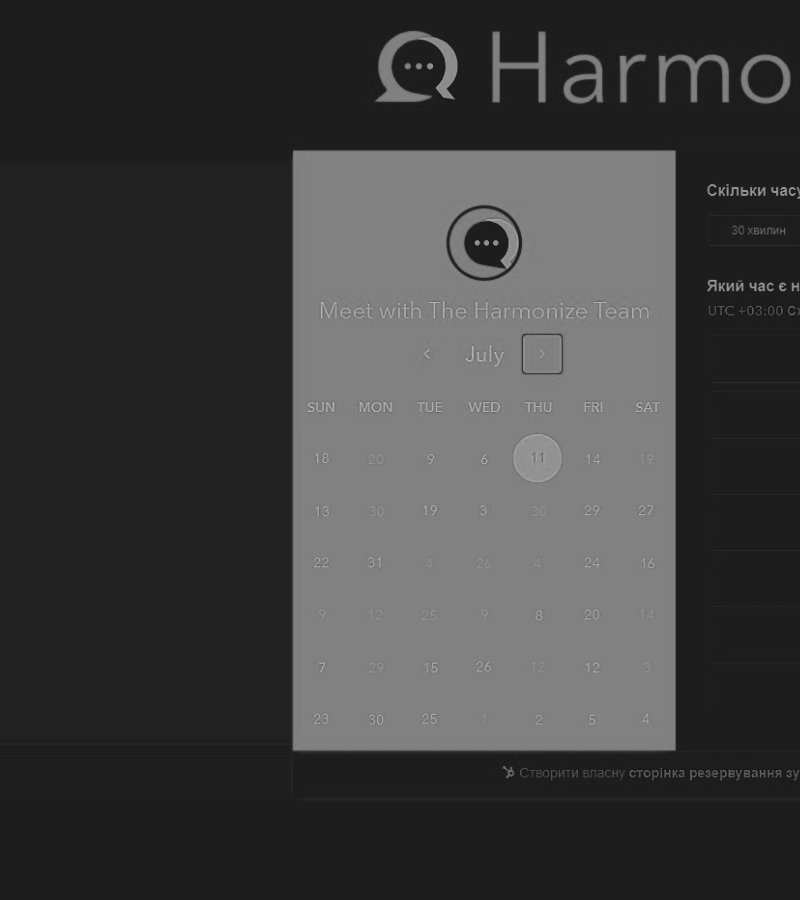 Harmo
Meet with The Harmonize Team
July
SUN MON TUE WED THU FRI SAT
18 20 9 6 11 14 19
13 30 19 3 30 29 27
22 31 4 26 4 24 16
9 12 25 9 8 20 14
7 29 15 26 12 12 3
23 30 25 1 2 5 4
Скільки часу
30 хвилин
Який час є н
UTC +03:00 Сх
Створити власну сторінка резервування зу